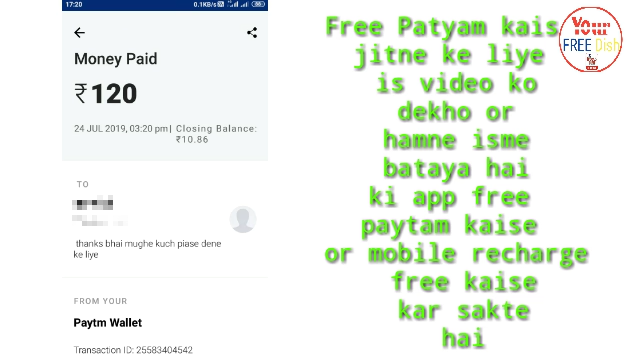 17:20
0.1KB/s
Money Paid
₹120
24 JUL 2019, 03:20 pm| Closing Balance:
₹10.86
TO
thanks bhai mughe kuch piase dene
ke liye
FROM YOUR
Paytm Wallet
Transaction ID: 25583404542
Free Patyam kais
jitne ke liye
is video ko
dekho or
hamne isme
bataya hai
ki app free
paytam kaise
or mobile recharge
free kaise
kar sakte
hai
Your
FREE Dish